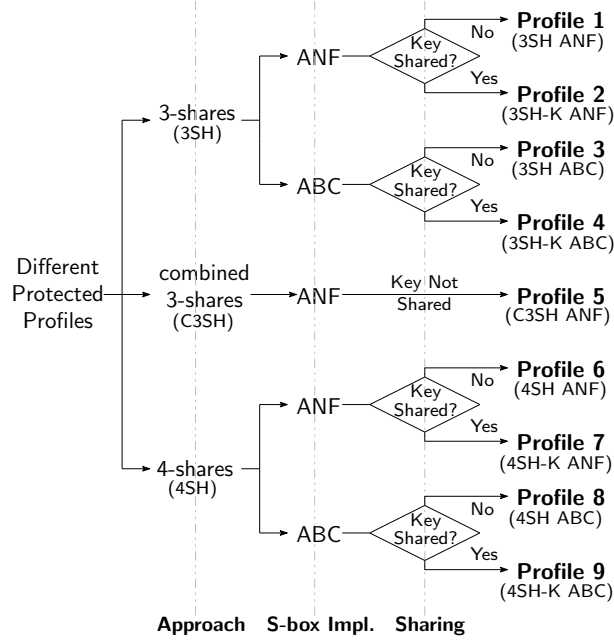 Different
Protected
Profiles
3-shares
(3SH)
ANF
Key
Shared?
No
Profile 1
(3SH ANF)
Yes
Profile 2
(3SH-K ANF)
ABC
Key
Shared?
No
Profile 3
(3SH ABC)
Yes
Profile 4
(3SH-K ABC)
combined
3-shares
(C3SH)
ANF
Key Not
Shared
Profile 5
(C3SH ANF)
4-shares
(4SH)
ANF
Key
Shared?
No
Profile 6
(4SH ANF)
Yes
Profile 7
(4SH-K ANF)
ABC
Key
Shared?
No
Profile 8
(4SH ABC)
Yes
Profile 9
(4SH-K ABC)
Approach
S-box Impl.
Sharing